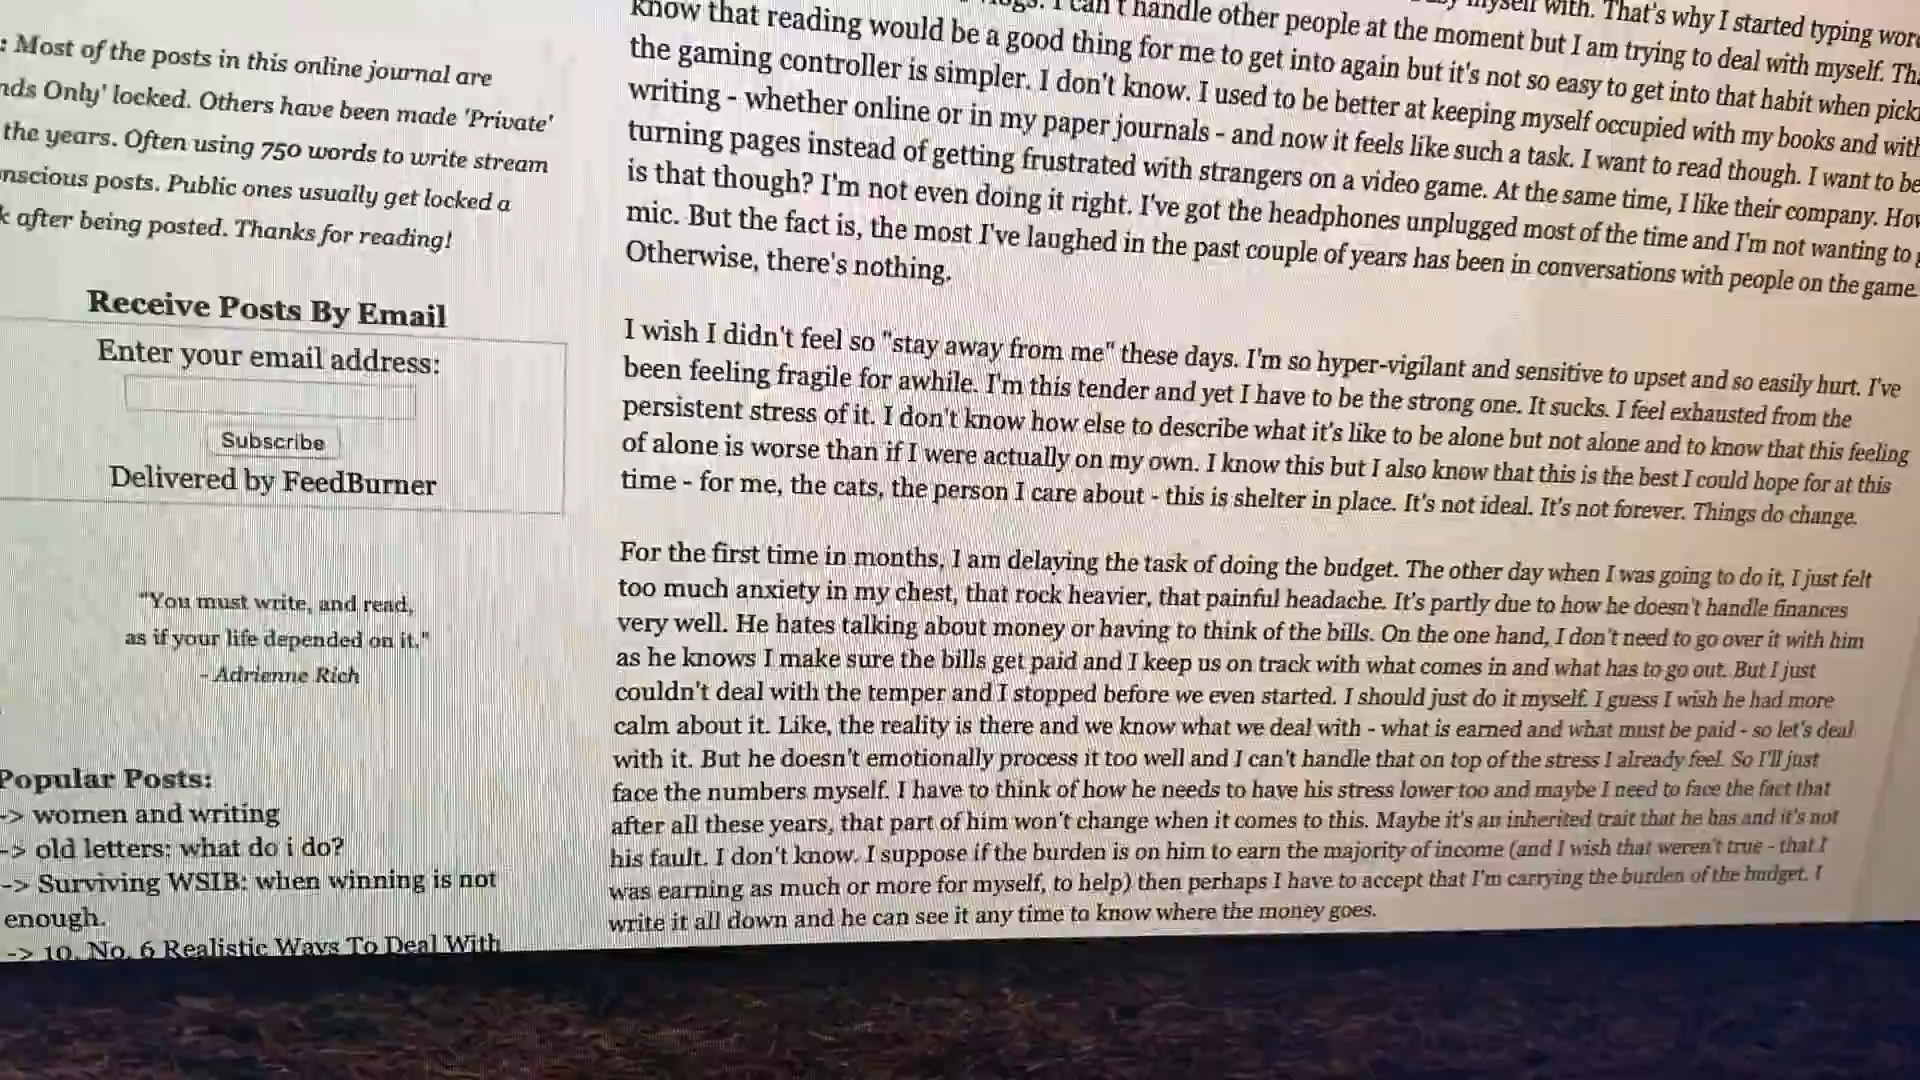 : Most of the posts in this online journal are
nds Only' locked. Others have been made 'Private'
the years. Often using 750 words to write stream
nscious posts. Public ones usually get locked a
k after being posted. Thanks for reading!
Receive Posts By Email
Enter your email address:
Subscribe
Delivered by FeedBurner
"You must write, and read,
as if your life depended on it."
- Adrienne Rich
Popular Posts:
-> women and writing
-> old letters: what do i do?
-> Surviving WSIB: when winning is not
enough.
-> 10. No. 6 Realistic Ways To Deal With
myself with. That's why I started typing
I can't handle other people at the moment but I am trying to deal with myself.
know that reading would be a good thing for me to get into again but it's not so easy to get into that habit when
the gaming controller is simpler. I don't know. I used to be better at keeping myself occupied with my books and
writing - whether online or in my paper journals - and now it feels like such a task. I want to read though. I want to be
turning pages instead of getting frustrated with strangers on a video game. At the same time, I like their company.
is that though? I'm not even doing it right. I've got the headphones unplugged most of the time and I'm not wanting to
mic. But the fact is, the most I've laughed in the past couple of years has been in conversations with people on the game.
Otherwise, there's nothing.
I wish I didn't feel so "stay away from me" these days. I'm so hyper-vigilant and sensitive to upset and so easily hurt. I've
been feeling fragile for awhile. I'm this tender and yet I have to be the strong one. It sucks. I feel exhausted from the
persistent stress of it. I don't know how else to describe what it's like to be alone but not alone and to know that this feeling
of alone is worse than if I were actually on my own. I know this but I also know that this is the best I could hope for at this
time - for me, the cats, the person I care about - this is shelter in place. It's not ideal. It's not forever. Things do change.
For the first time in months, I am delaying the task of doing the budget. The other day when I was going to do it, I just felt
too much anxiety in my chest, that rock heavier, that painful headache. It's partly due to how he doesn't handle finances
very well. He hates talking about money or having to think of the bills. On the one hand, I don't need to go over it with him
as he knows I make sure the bills get paid and I keep us on track with what comes in and what has to go out. But I just
couldn't deal with the temper and I stopped before we even started. I should just do it myself. I guess I wish he had more
calm about it. Like, the reality is there and we know what we deal with - what is earned and what must be paid - so let's deal
with it. But he doesn't emotionally process it too well and I can't handle that on top of the stress I already feel. So I'll just
face the numbers myself. I have to think of how he needs to have his stress lower too and maybe I need to face the fact that
after all these years, that part of him won't change when it comes to this. Maybe it's an inherited trait that he has and it's not
his fault. I don't know. I suppose if the burden is on him to earn the majority of income (and I wish that weren't true - that I
was earning as much or more for myself, to help) then perhaps I have to accept that I'm carrying the burden of the budget. I
write it all down and he can see it any time to know where the money goes.